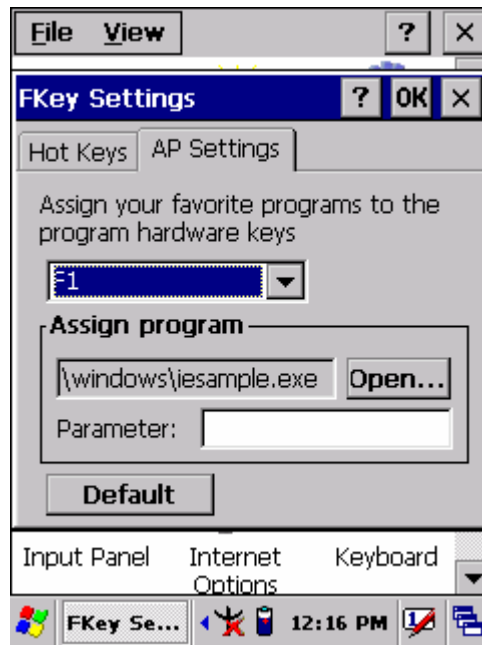 File View ? ×
FKey Settings ? OK ×
Hot Keys AP Settings
Assign your favorite programs to the
program hardware keys
F1
Assign program
\windows\iesample.exe Open...
Parameter:
Default
Input Panel Internet Keyboard
Options
FKey Se... 12:16 PM